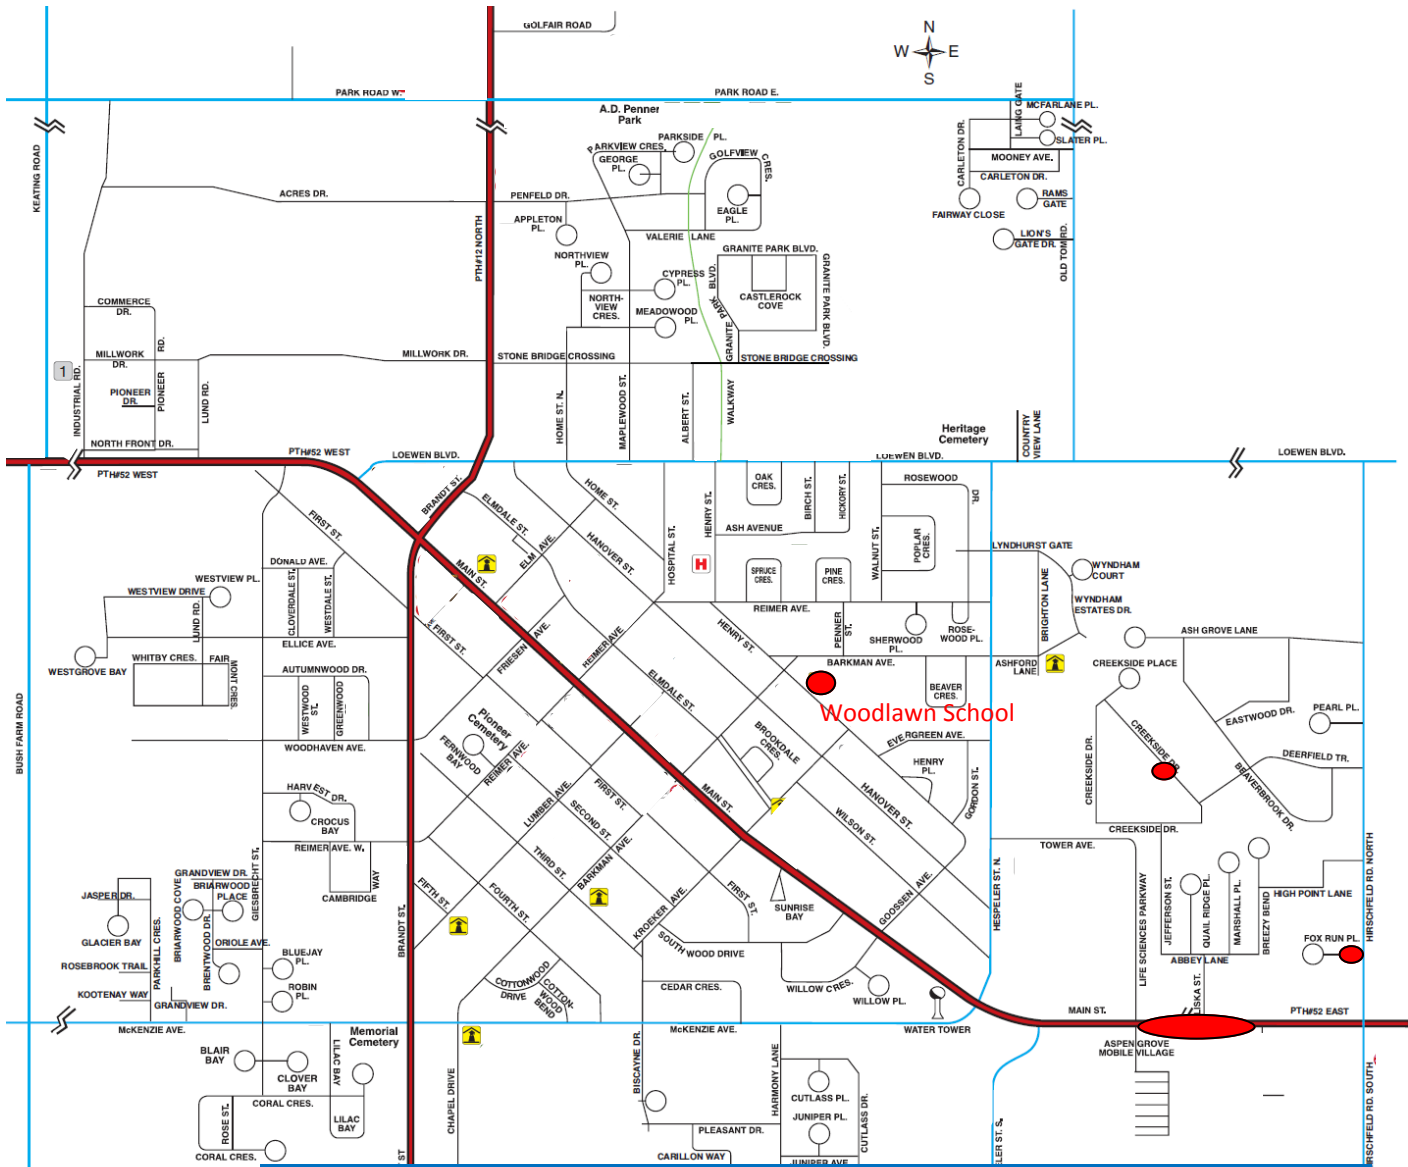 GOLFAIR ROAD
N
W E
S
PARK ROAD W.
PARK ROAD E.
A.D. Penner
Park
LAING GATE
MCFARLANE PL.
SLATER PL.
CARLETON DR.
MOONEY AVE.
CARLETON DR.
KEATING ROAD
PARKSIDE PL.
PARKVIEW CRES.
GEORGE
PL.
GOLFVIEW
CRES.
ACRES DR.
PENFELD DR.
EAGLE
PL.
RAMS
GATE
FAIRWAY CLOSE
APPLETON
PL.
PTH#12 NORTH
VALERIE LANE
LION'S
GATE DR.
OLD TOM RD.
GRANITE PARK BLVD.
NORTHVIEW
PL.
CYPRESS
PL.
GRANITE PARK BLVD.
GRANITE PARK BLVD.
CASTLEROCK
COVE
NORTH-
VIEW
CRES.
MEADOWOOD
PL.
COMMERCE
DR.
MILLWORK
DR.
PIONEER RD.
MILLWORK DR.
STONE BRIDGE CROSSING
STONE BRIDGE CROSSING
1
INDUSTRIAL RD.
PIONEER
DR.
LUND RD.
HOME ST. N.
MAPLEWOOD ST.
ALBERT ST.
WALKWAY
NORTH FRONT DR.
Heritage
Cemetery
COUNTRY
VIEW LANE
PTH#52 WEST
PTH#52 WEST
LOEWEN BLVD.
LOEWEN BLVD.
LOEWEN BLVD.
BRANDT ST.
ELMDALE ST.
HOME ST.
OAK
CRES.
BIRCH ST.
HICKORY ST.
ROSEWOOD
DR.
FIRST ST.
HENRY ST.
ASH AVENUE
HOSPITAL ST.
ELM AVE.
HANOVER ST.
WALNUT ST.
POPLAR
CRES.
LYNDHURST GATE
DONALD AVE.
MAIN ST.
H
SPRUCE
CRES.
PINE
CRES.
WYNDHAM
COURT
WESTVIEW PL.
WESTVIEW DRIVE
LUND RD.
CLOVERDALE ST.
WESTDALE ST.
REIMER AVE.
WYNDHAM
ESTATES DR.
BRIGHTON LANE
FIRST ST.
FRIESEN AVE.
REIMER AVE.
HENRY ST.
PENNER
ST.
SHERWOOD
PL.
ROSE-
WOOD PL.
ASH GROVE LANE
ELLICE AVE.
WHITBY CRES.
FAIR
MONT CRES.
WESTGROVE BAY
AUTUMNWOOD DR.
BARKMAN AVE.
ASHFORD
LANE
CREEKSIDE PLACE
ELMDALE ST.
BEAVER
CRES.
WESTWOOD
ST.
GREENWOOD
Woodlawn School
Pioneer
Cemetery
BROOKDALE
CRES.
EASTWOOD DR.
PEARL PL.
BUSH FARM ROAD
WOODHAVEN AVE.
FERNWOOD
BAY
REIMER AVE.
EVERGREEN AVE.
CREEKSIDE DR.
CREEKSIDE DR.
DEERFIELD TR.
HENRY
PL.
GORDON ST.
BEAVERBROOK DR.
HARVEST DR.
CROCUS
BAY
LUMBER AVE.
FIRST ST.
SECOND ST.
MAIN ST.
HANOVER ST.
WILSON ST.
CREEKSIDE DR.
REIMER AVE. W.
TOWER AVE.
THIRD ST.
BARKMAN AVE.
GIESBRECHT ST.
GRANDVIEW DR.
BRIARWOOD
PLACE
CAMBRIDGE
WAY
JASPER DR.
BRIARWOOD COVE
FIFTH ST.
FOURTH ST.
KROEKER AVE.
FIRST ST.
SUNRISE
BAY
GOOSSEN AVE.
HESPELER ST. N.
LIFE SCIENCES PARKWAY
JEFFERSON ST.
QUAIL RIDGE PL.
MARSHALL PL.
BREEZY BEND
HIGH POINT LANE
HIRSCHFELD RD. NORTH
GLACIER BAY
PARKHILL CRES.
BRENTWOOD DR.
ORIOLE AVE.
BRANDT ST.
SOUTH WOOD DRIVE
FOX RUN PL.
ABBEY LANE
ROSEBROOK TRAIL
BLUEJAY
PL.
COTTONWOOD
DRIVE
COTTON-
WOOD
BEND
CEDAR CRES.
WILLOW CRES.
WILLOW PL.
KOOTENAY WAY
ROBIN
PL.
GRANDVIEW DR.
LISKA ST.
MAIN ST.
PTH#52 EAST
McKENZIE AVE.
Memorial
Cemetery
McKENZIE AVE.
WATER TOWER
ASPEN GROVE
MOBILE VILLAGE
BLAIR
BAY
CLOVER
BAY
LILAC BAY
CHAPEL DRIVE
BISCAYNE DR.
HARMONY LANE
CUTLASS PL.
CUTLASS DR.
CORAL CRES.
ROSE ST.
LILAC
BAY
JUNIPER PL.
PLEASANT DR.
CORAL CRES.
CARILLON WAY
JUNIPER AVE.
ST
ELER ST. S.
IRSCHFELD RD. SOUTH